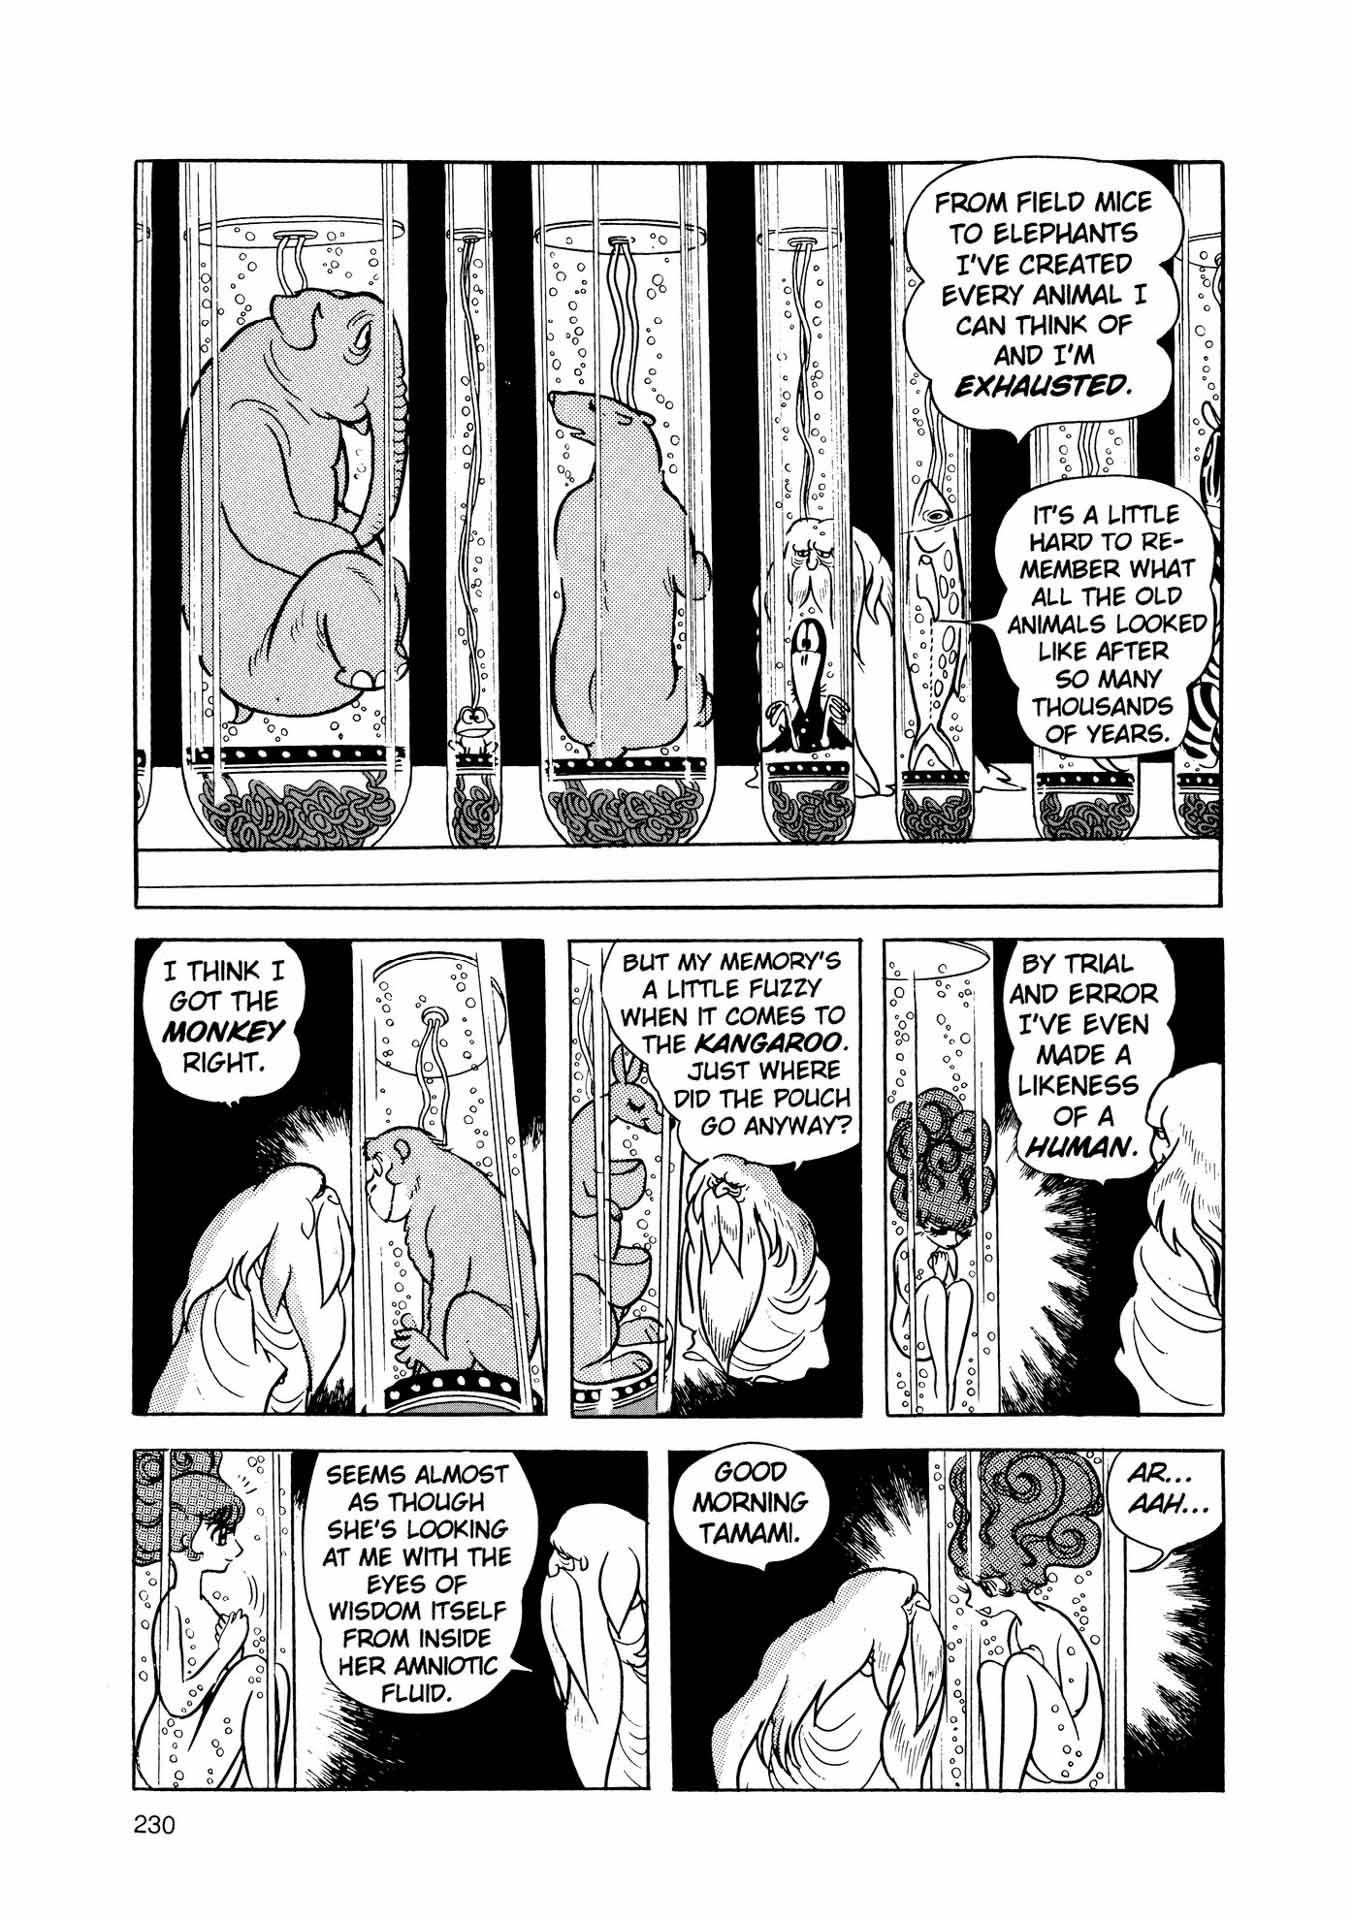 FROM FIELD MICE
TO ELEPHANTS
I'VE CREATED
EVERY ANIMAL I
CAN THINK OF
AND I'M
EXHAUSTED.
IT'S A LITTLE
HARD TO RE-
MEMBER WHAT
ALL THE OLD
ANIMALS LOOKED
LIKE AFTER
SO MANY
THOUSANDS
OF YEARS.
I THINK I
GOT THE
MONKEY
RIGHT.
BUT MY MEMORY'S
A LITTLE FUZZY
WHEN IT COMES TO
THE KANGAROO.
JUST WHERE
DID THE POUCH
GO ANYWAY?
BY TRIAL
AND ERROR
I'VE EVEN
MADE A
LIKENESS
OF A
HUMAN.
SEEMS ALMOST
AS THOUGH
SHE'S LOOKING
AT ME WITH THE
EYES OF
WISDOM ITSELF
FROM INSIDE
HER AMNIOTIC
FLUID.
GOOD
MORNING
TAMAMI.
AR...
AAH...
230